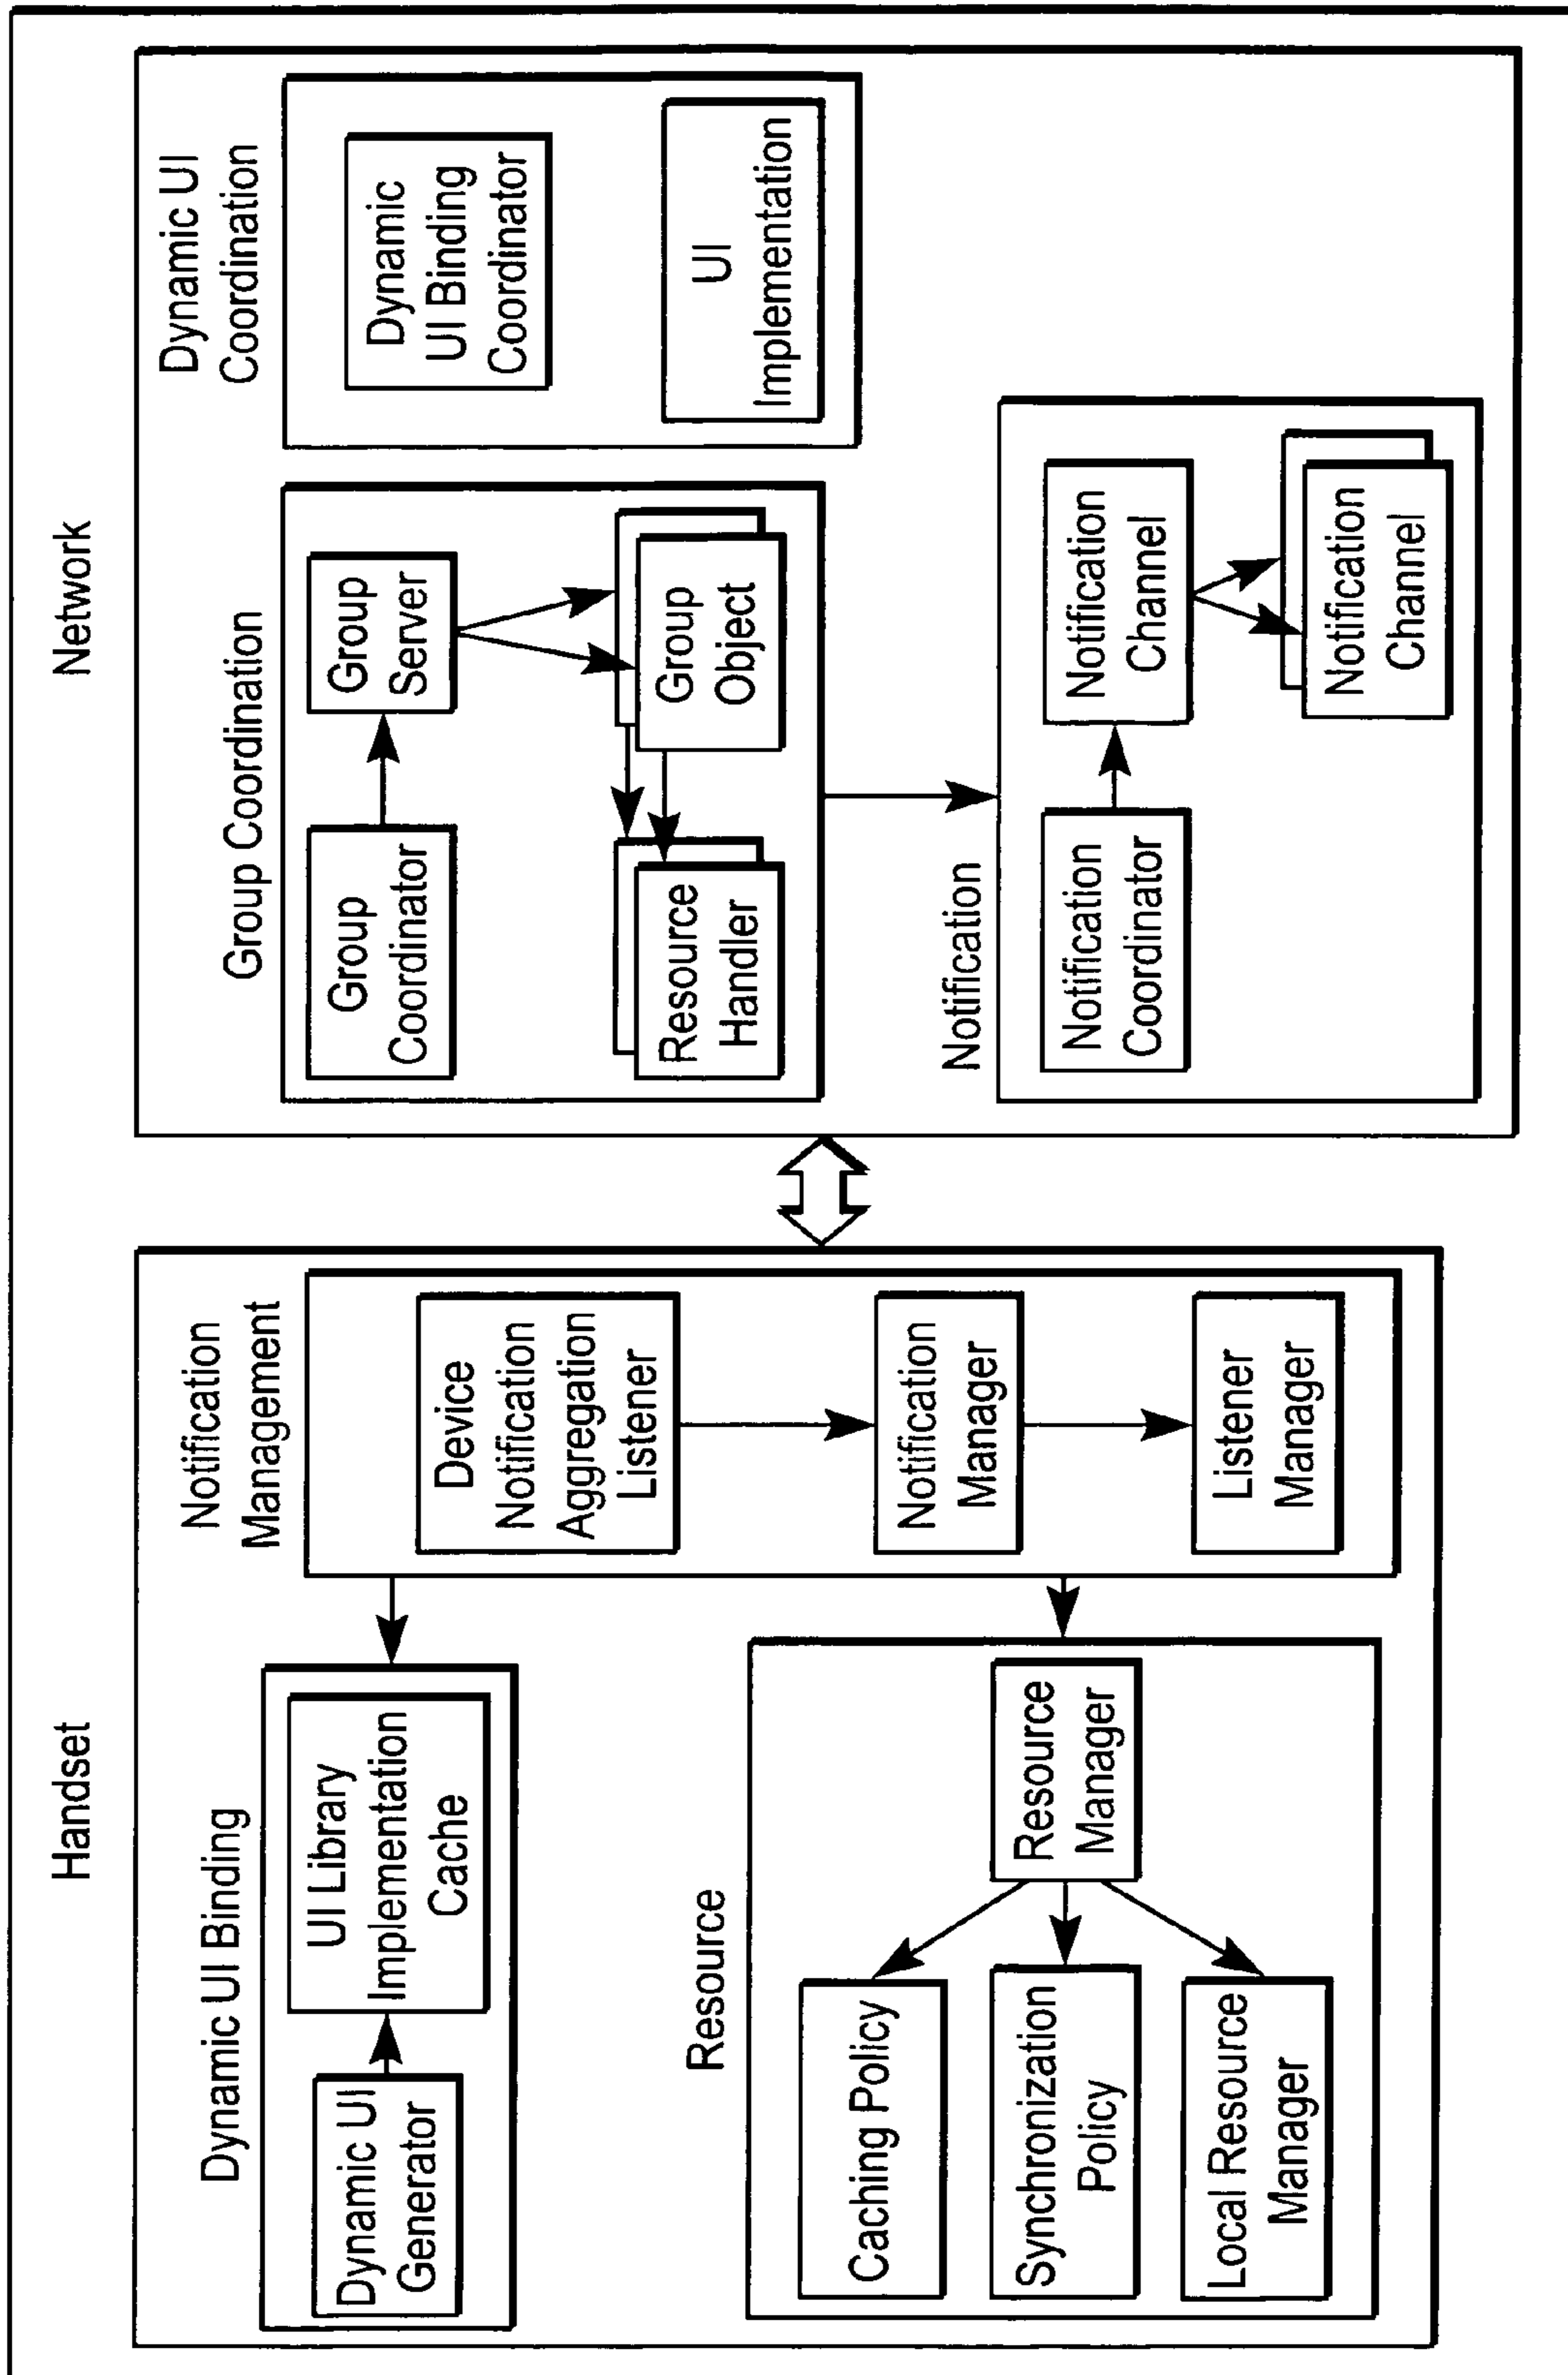 Handset
Dynamic UI Binding
Dynamic UI
Generator
UI Library
Implementation
Cache
Resource
Caching Policy
Synchronization
Policy
Local Resource
Manager
Resource
Manager
Notification
Management
Device
Notification
Aggregation
Listener
Notification
Manager
Listener
Manager
Network
Group Coordination
Group
Coordinator
Group
Server
Resource
Handler
Group
Object
Dynamic UI
Coordination
Dynamic
UI Binding
Coordinator
UI
Implementation
Notification
Notification
Coordinator
Notification
Channel
Notification
Channel